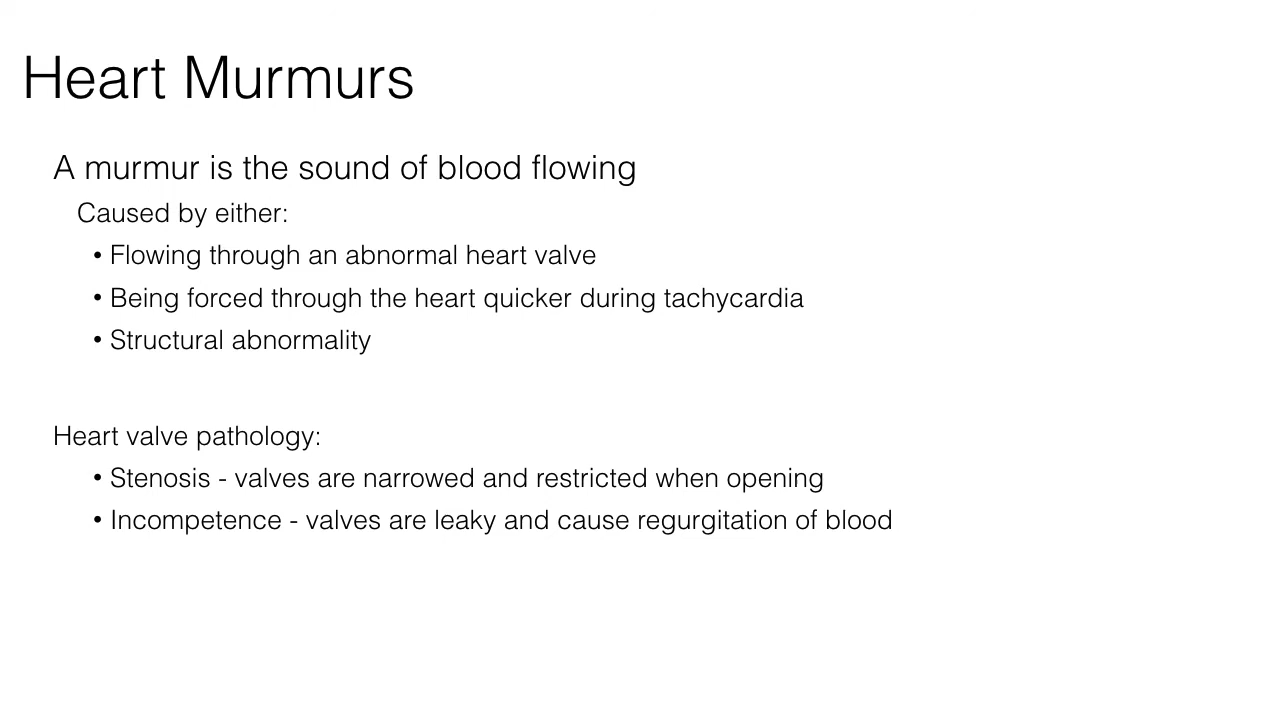 Heart Murmurs
A murmur is the sound of blood flowing
Caused by either:
• Flowing through an abnormal heart valve
• Being forced through the heart quicker during tachycardia
• Structural abnormality
Heart valve pathology:
• Stenosis - valves are narrowed and restricted when opening
• Incompetence - valves are leaky and cause regurgitation of blood